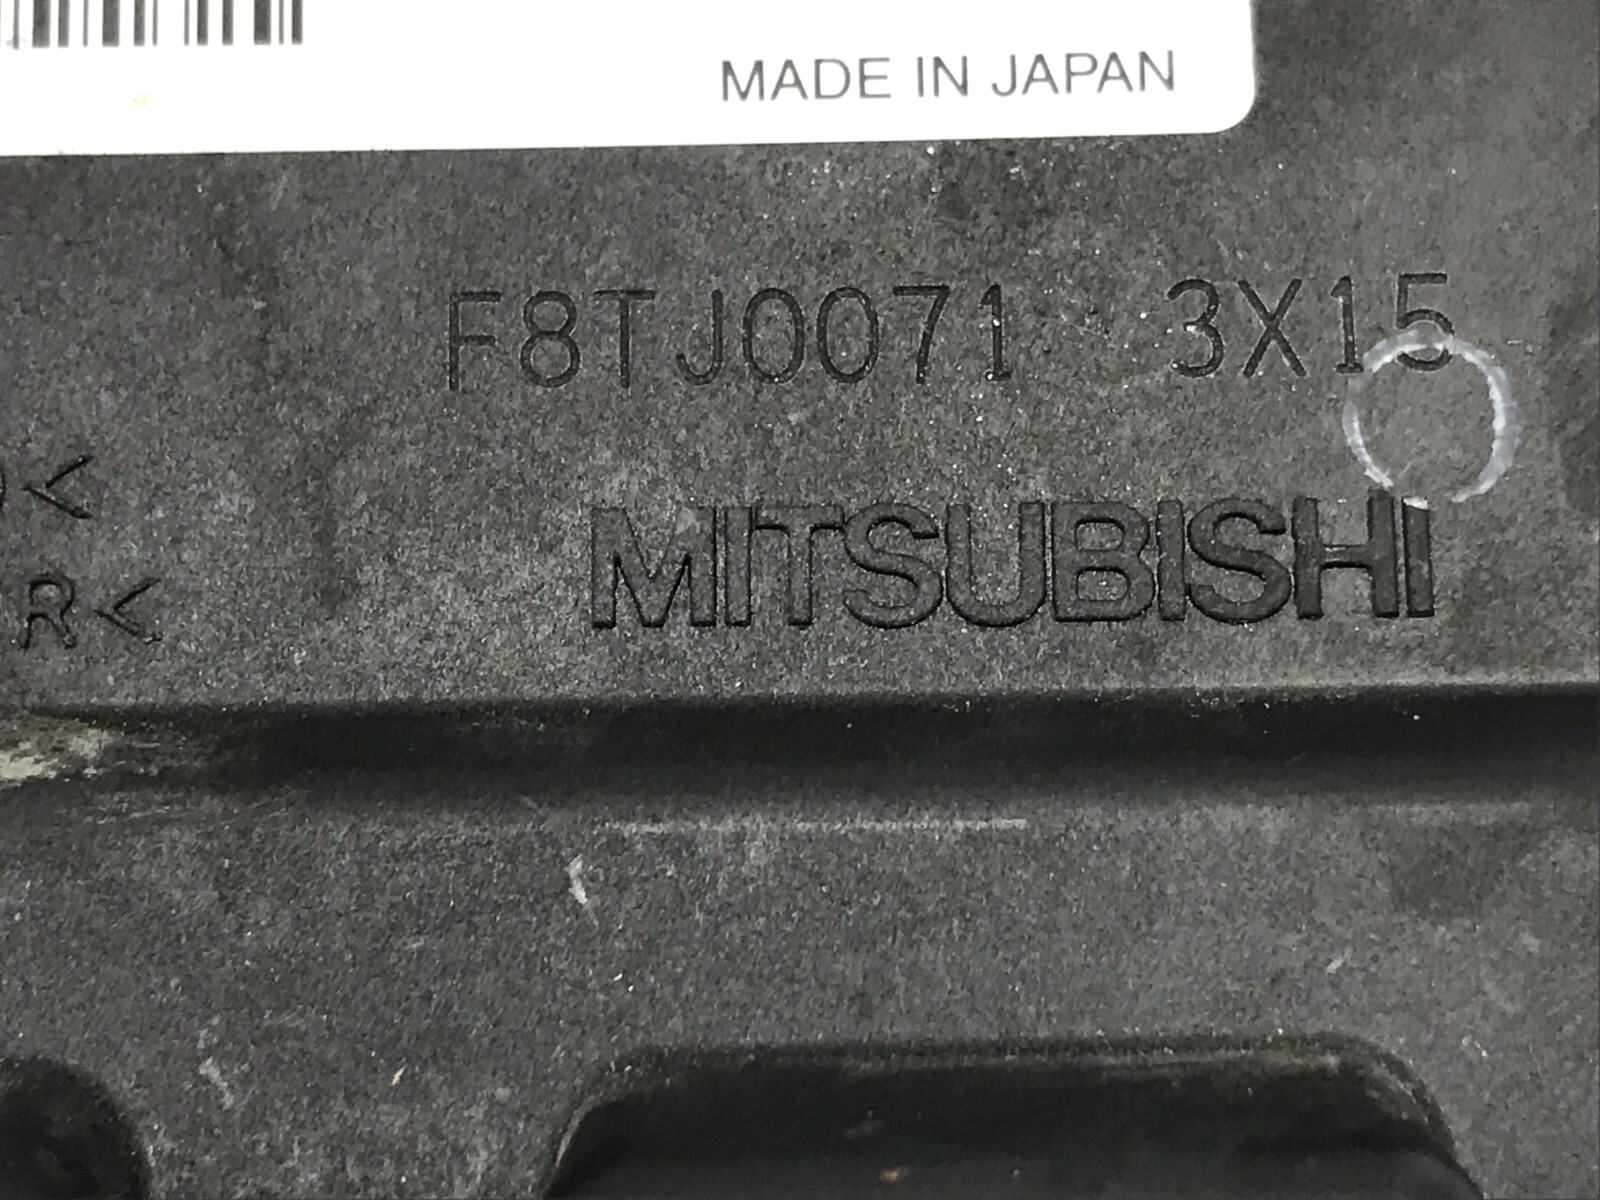 MADE IN JAPAN
F8TJ0071 3X15
MITSUBISHI
R<